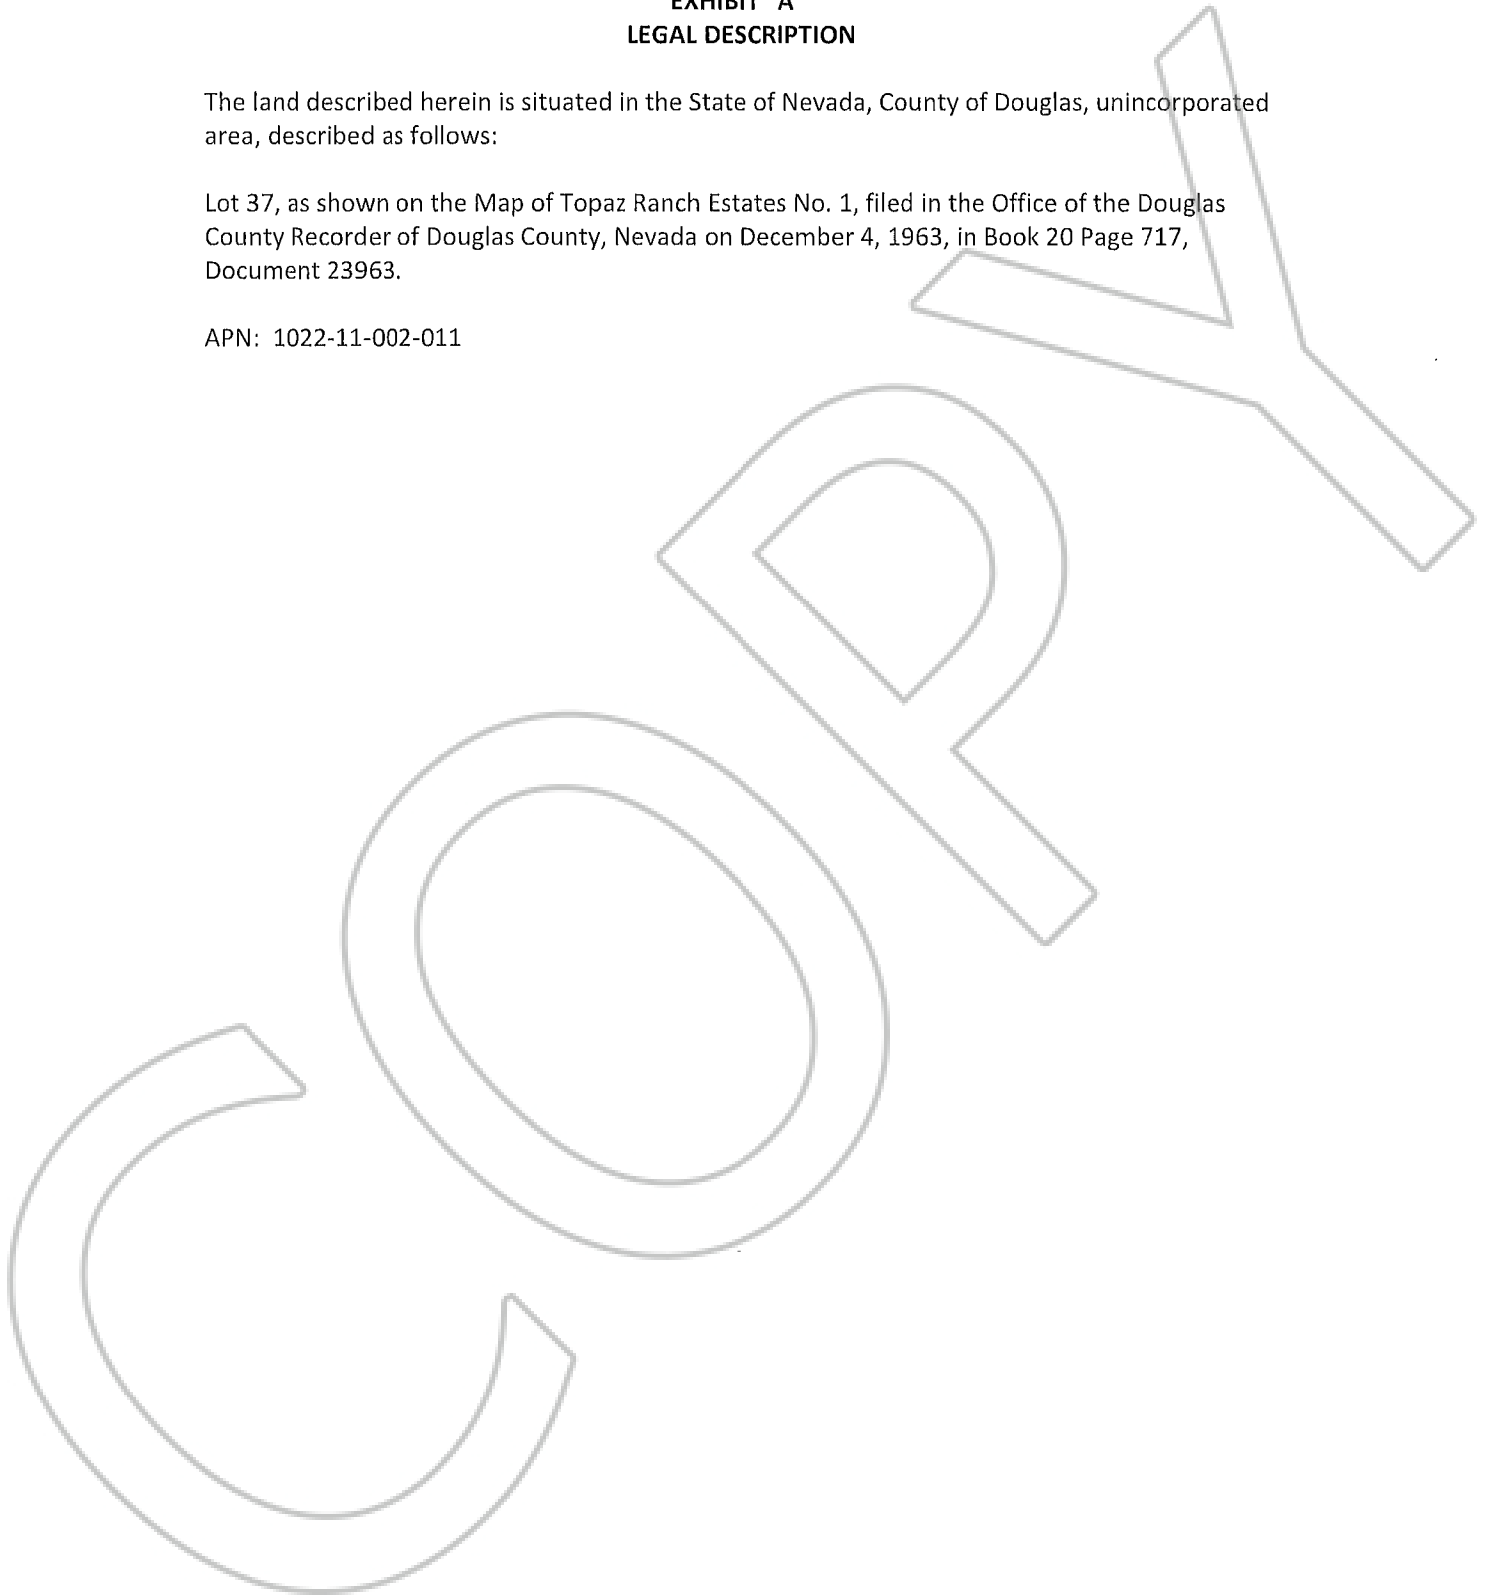 EXHIBIT "A
LEGAL DESCRIPTION
The land described herein is situated in the State of Nevada, County of Douglas, unincorporated
area, described as follows:
Lot 37, as shown on the Map of Topaz Ranch Estates No. 1, filed in the Office of the Douglas
County Recorder of Douglas County, Nevada on December 4, 1963, in Book 20 Page 717,
Document 23963.
APN: 1022-11-002-011
COPY